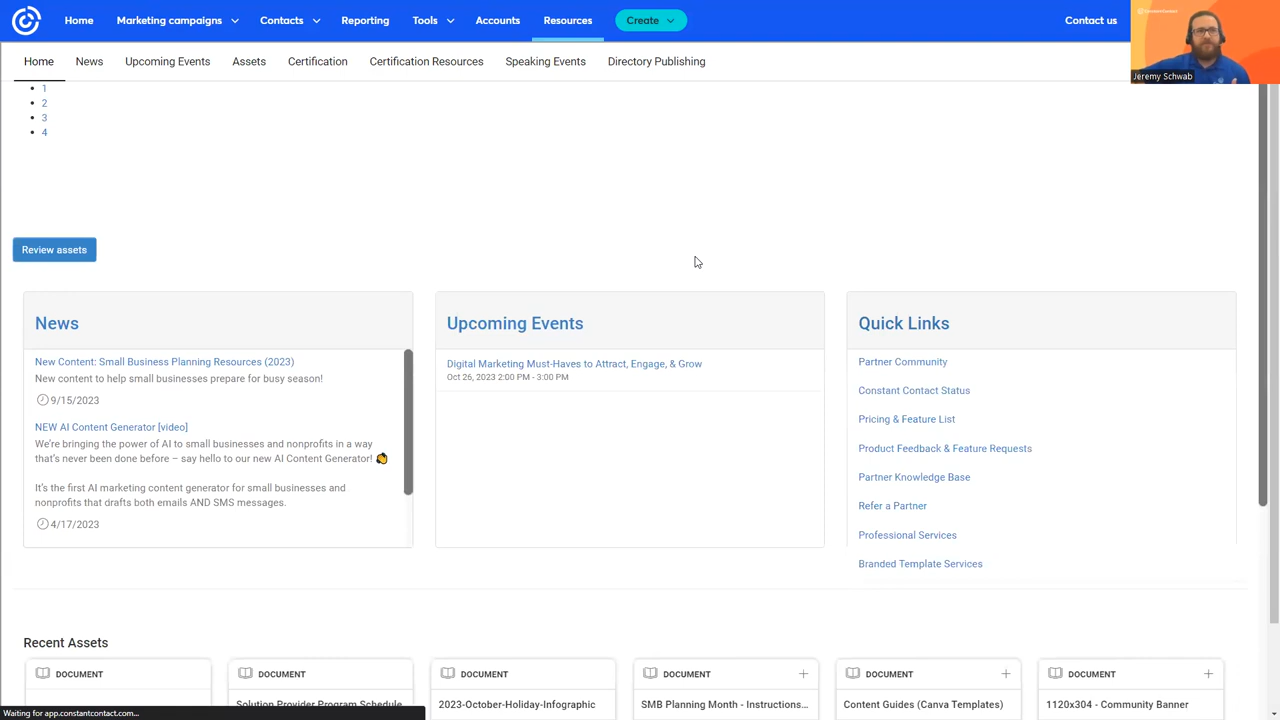 Home Marketing campaigns Contacts Reporting Tools Accounts Resources Create Contact us
Jeremy Schwab
Home News Upcoming Events Assets Certification Certification Resources Speaking Events Directory Publishing
1
2
3
4
Review assets
News
New Content: Small Business Planning Resources (2023)
New content to help small businesses prepare for busy season!
9/15/2023
NEW AI Content Generator [video]
We're bringing the power of AI to small businesses and nonprofits in a way
that's never been done before – say hello to our new AI Content Generator! 👏
It's the first AI marketing content generator for small businesses and
nonprofits that drafts both emails AND SMS messages.
4/17/2023
Upcoming Events
Digital Marketing Must-Haves to Attract, Engage, & Grow
Oct 26, 2023 2:00 PM - 3:00 PM
Quick Links
Partner Community
Constant Contact Status
Pricing & Feature List
Product Feedback & Feature Requests
Partner Knowledge Base
Refer a Partner
Professional Services
Branded Template Services
Recent Assets
DOCUMENT DOCUMENT DOCUMENT DOCUMENT DOCUMENT DOCUMENT
Solution Provider Program Schedule 2023-October-Holiday-Infographic SMB Planning Month - Instructions... Content Guides (Canva Templates) 1120x304 - Community Banner
Waiting for app.constantcontact.com...